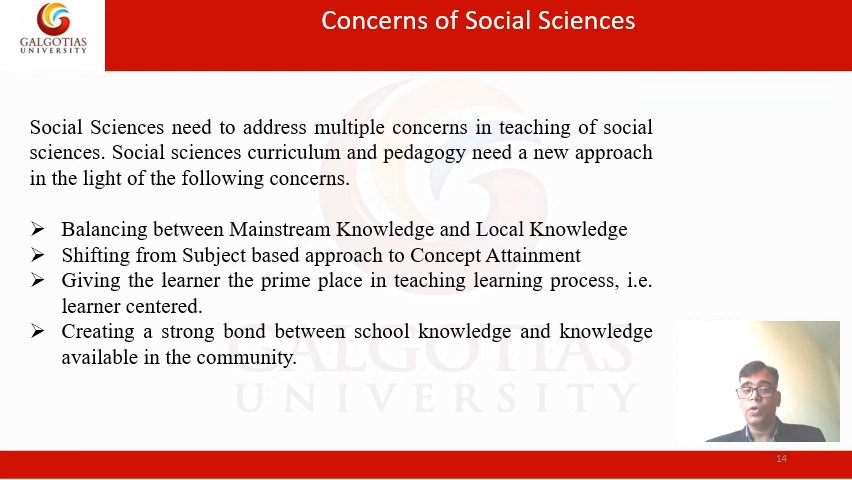 Concerns of Social Sciences
GALGOTIAS
UNIVERSITY
Social Sciences need to address multiple concerns in teaching of social
sciences. Social sciences curriculum and pedagogy need a new approach
in the light of the following concerns.
➢ Balancing between Mainstream Knowledge and Local Knowledge
➢ Shifting from Subject based approach to Concept Attainment
➢ Giving the learner the prime place in teaching learning process, i.e.
learner centered.
➢ Creating a strong bond between school knowledge and knowledge
available in the community.
GALGOTIAS
UNIVERSITY
14